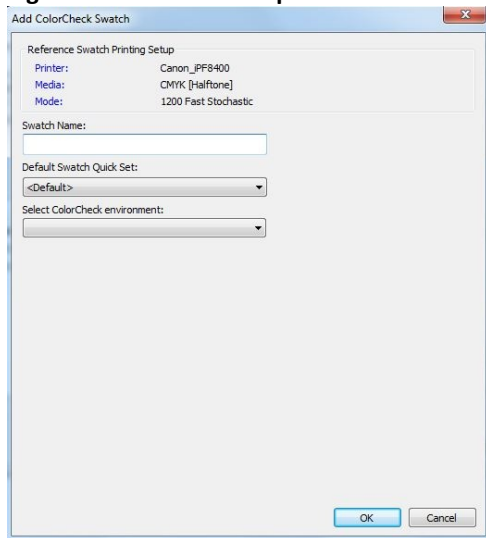 Add ColorCheck Swatch
Reference Swatch Printing Setup
Printer: Canon_iPF8400
Media: CMYK [Halftone]
Mode: 1200 Fast Stochastic
Swatch Name:
Default Swatch Quick Set:
<Default>
Select ColorCheck environment:
OK Cancel